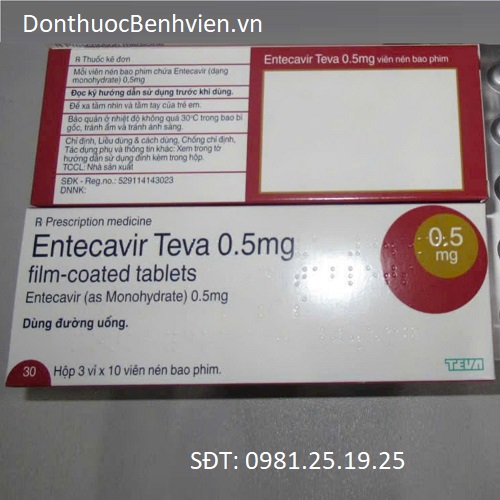 DonthuocBenhvien.vn
R Thuốc kê đơn
Mỗi viên nén bao phim chứa Entecavir (dạng
monohydrate) 0,5mg
Đọc kỹ hướng dẫn sử dụng trước khi dùng.
Để xa tầm nhìn và tầm tay của trẻ em.
Bảo quản ở nhiệt độ không quá 30°C trong bao bì
gốc, tránh ẩm và tránh ánh sáng.
Chỉ định, Liều dùng & cách dùng, Chống chỉ định,
Tác dụng phụ và thông tin khác: Xem trong tờ
hướng dẫn sử dụng đính kèm trong hộp.
TCCL: Nhà sản xuất
SĐK - Reg.no.: 529114143023
DNNK:
Entecavir Teva 0.5mg viên nén bao phim
R Prescription medicine
Entecavir Teva 0.5mg
film-coated tablets
Entecavir (as Monohydrate) 0.5mg
Dùng đường uống.
30 Hộp 3 vỉ x 10 viên nén bao phim.
0.5
mg
TEVA
SĐT: 0981.25.19.25